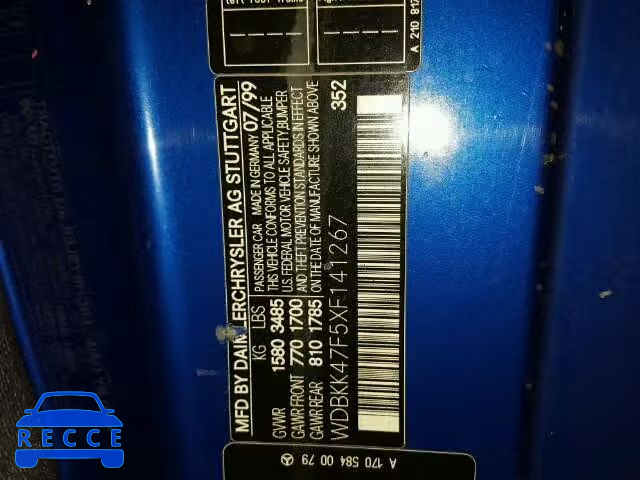 MFD BY DAIMLERCHRYSLER AG STUTTGART
PASSENGER CAR MADE IN GERMANY 07/99
THIS VEHICLE CONFORMS TO ALL APPLICABLE
U.S. FEDERAL MOTOR VEHICLE SAFETY, BUMPER
AND THEFT PREVENTION STANDARDS IN EFFECT
ON THE DATE OF MANUFACTURE SHOWN ABOVE
KG LBS
GVWR 1580 3485
GAWR FRONT 770 1700
GAWR REAR 810 1785
352
WDBKK47F5XF141267
A 170 584 00 79
A 210 817
RECCE